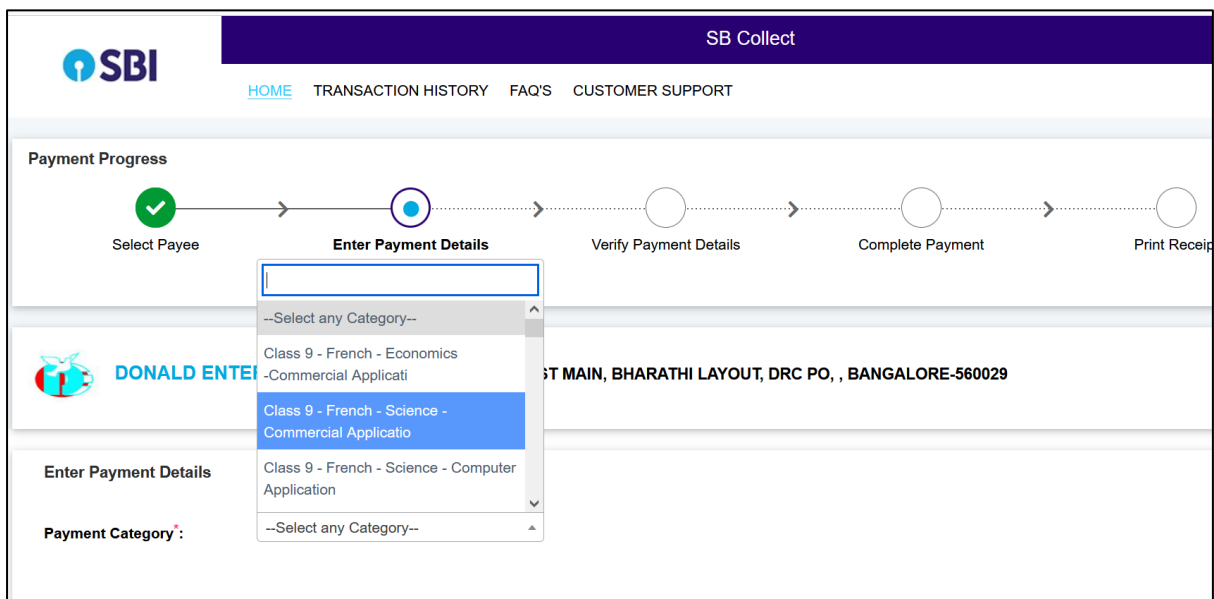 SBI
SB Collect
HOME TRANSACTION HISTORY FAQ'S CUSTOMER SUPPORT
Payment Progress
Select Payee Enter Payment Details Verify Payment Details Complete Payment Print Receip
--Select any Category--
Class 9 - French - Economics
-Commercial Applicati
DONALD ENTE ST MAIN, BHARATHI LAYOUT, DRC PO, , BANGALORE-560029
Class 9 - French - Science -
Commercial Applicatio
Class 9 - French - Science - Computer
Application
Enter Payment Details
Payment Category*: --Select any Category--